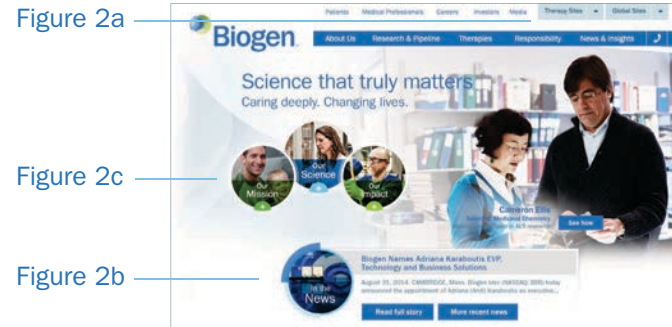 Figure 2a
Patients Medical Professionals Careers Investors Media Therapy Sites Global Sites
Biogen
About Us Research & Pipeline Therapies Responsibility News & Insights
Science that truly matters
Caring deeply. Changing lives.
Figure 2c
Our
Mission
Our
Science
Our
Impact
Cameron Ellis
Medicinal Chemistry
See how
Figure 2b
In the
News
Biogen Names Adriana Karaboutis EVP,
Technology and Business Solutions
August 31, 2014. CAMBRIDGE, Mass. Biogen Idec (NASDAQ: BIIB) today
announced the appointment of Adriana (Andi) Karaboutis as executive...
Read full story More recent news